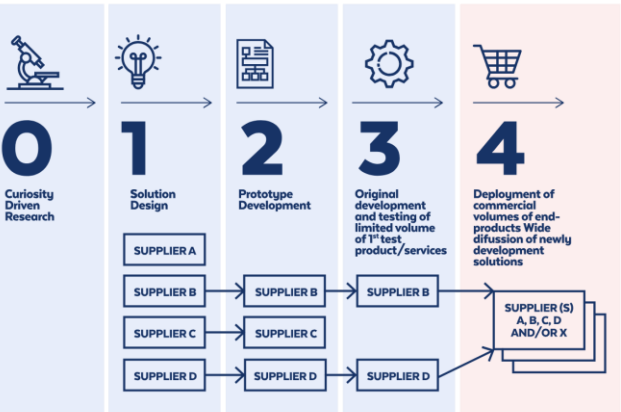 0
Curiosity
Driven
Research
1
Solution
Design
2
Prototype
Development
3
Original
development
and testing of
limited volume
of 1st test
product/services
4
Deployment of
commercial
volumes of end-
products Wide
difussion of newly
development
solutions
SUPPLIER A
SUPPLIER B
SUPPLIER B
SUPPLIER B
SUPPLIER C
SUPPLIER C
SUPPLIER D
SUPPLIER D
SUPPLIER D
SUPPLIER (S)
A, B, C, D
AND/OR X